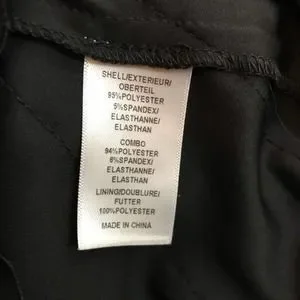 SHELL/EXTERIEUR/
OBERTEIL
95%POLYESTER
5%SPANDEX/
ELASTHANNE/
ELASTHAN
COMBO
94%POLYESTER
6%SPANDEX/
ELASTHANNE/
ELASTHAN
LINING/DOUBLURE/
FUTTER
100%POLYESTER
MADE IN CHINA